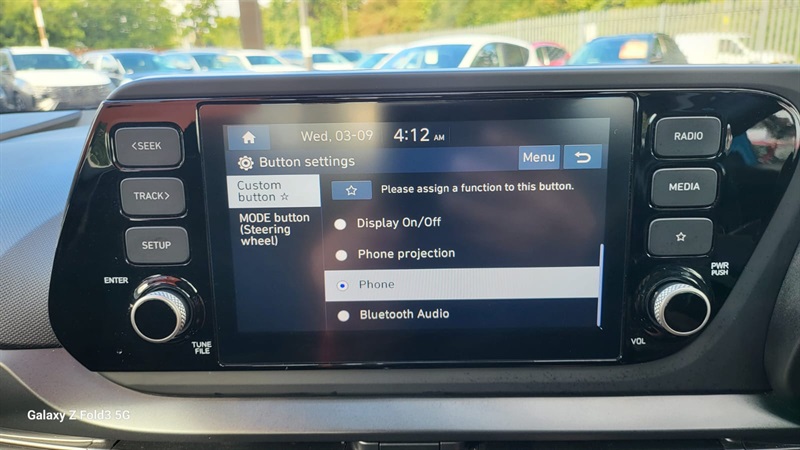 <SEEK
TRACK>
SETUP
ENTER
TUNE
FILE
Wed, 03-09 4:12 AM
Button settings
Menu
Custom
button ☆
MODE button
(Steering
wheel)
☆ Please assign a function to this button.
Display On/Off
Phone projection
Phone
Bluetooth Audio
RADIO
MEDIA
☆
PWR
PUSH
VOL
Galaxy Z Fold3 5G